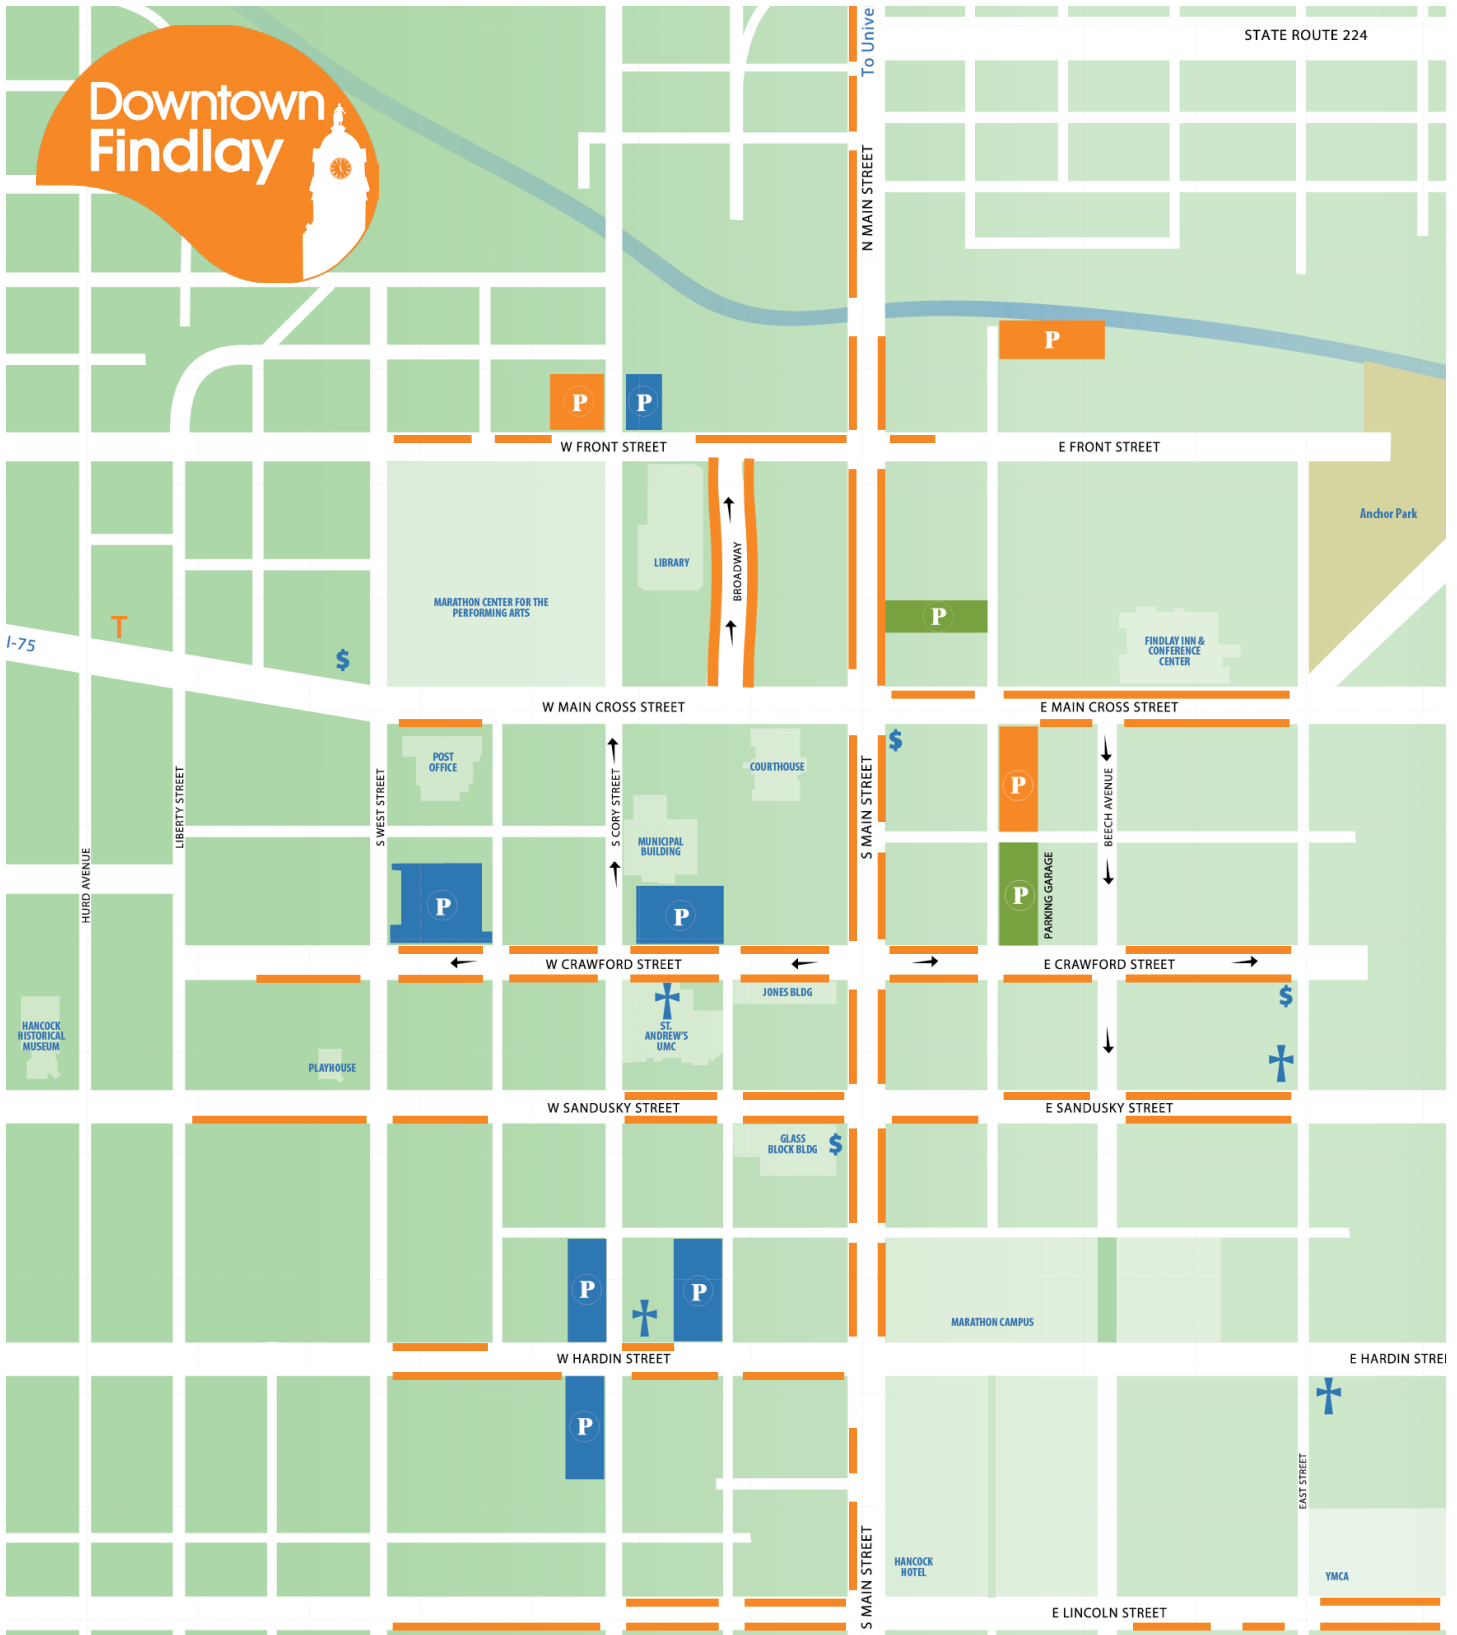 STATE ROUTE 224
To Unive
Downtown
Findlay
N MAIN STREET
P
P
P
W FRONT STREET
E FRONT STREET
Anchor Park
LIBRARY
BROADWAY
MARATHON CENTER FOR THE
PERFORMING ARTS
P
T
I-75
$
FINDLAY INN &
CONFERENCE
CENTER
W MAIN CROSS STREET
E MAIN CROSS STREET
$
POST
OFFICE
COURTHOUSE
P
LIBERTY STREET
S WEST STREET
S CORY STREET
S MAIN STREET
BEECH AVENUE
MUNICIPAL
BUILDING
HURD AVENUE
P
P
P
PARKING GARAGE
W CRAWFORD STREET
E CRAWFORD STREET
JONES BLDG
$
HANCOCK
HISTORICAL
MUSEUM
ST.
ANDREW'S
UMC
PLAYHOUSE
W SANDUSKY STREET
E SANDUSKY STREET
GLASS
BLOCK BLDG
$
P
P
MARATHON CAMPUS
W HARDIN STREET
E HARDIN STREE
P
EAST STREET
HANCOCK
HOTEL
S MAIN STREET
YMCA
E LINCOLN STREET